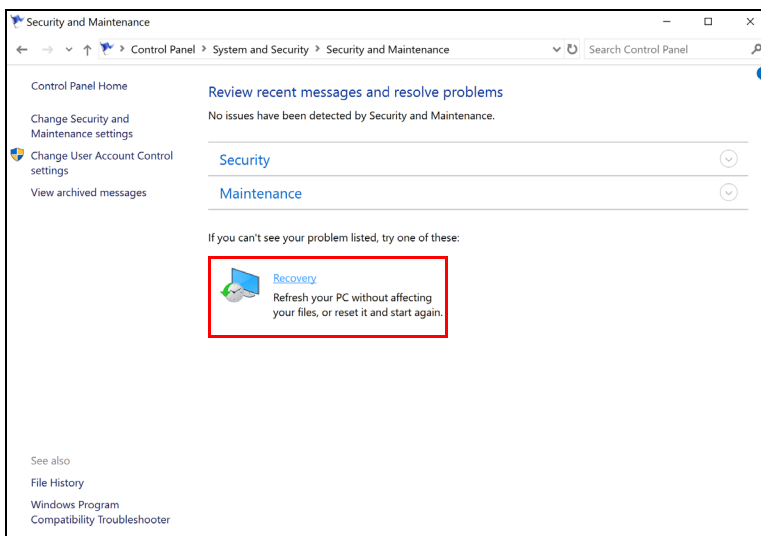 Security and Maintenance
Control Panel > System and Security > Security and Maintenance
Search Control Panel
Control Panel Home
Change Security and
Maintenance settings
Change User Account Control
settings
View archived messages
Review recent messages and resolve problems
No issues have been detected by Security and Maintenance.
Security
Maintenance
If you can't see your problem listed, try one of these:
Recovery
Refresh your PC without affecting
your files, or reset it and start again.
See also
File History
Windows Program
Compatibility Troubleshooter